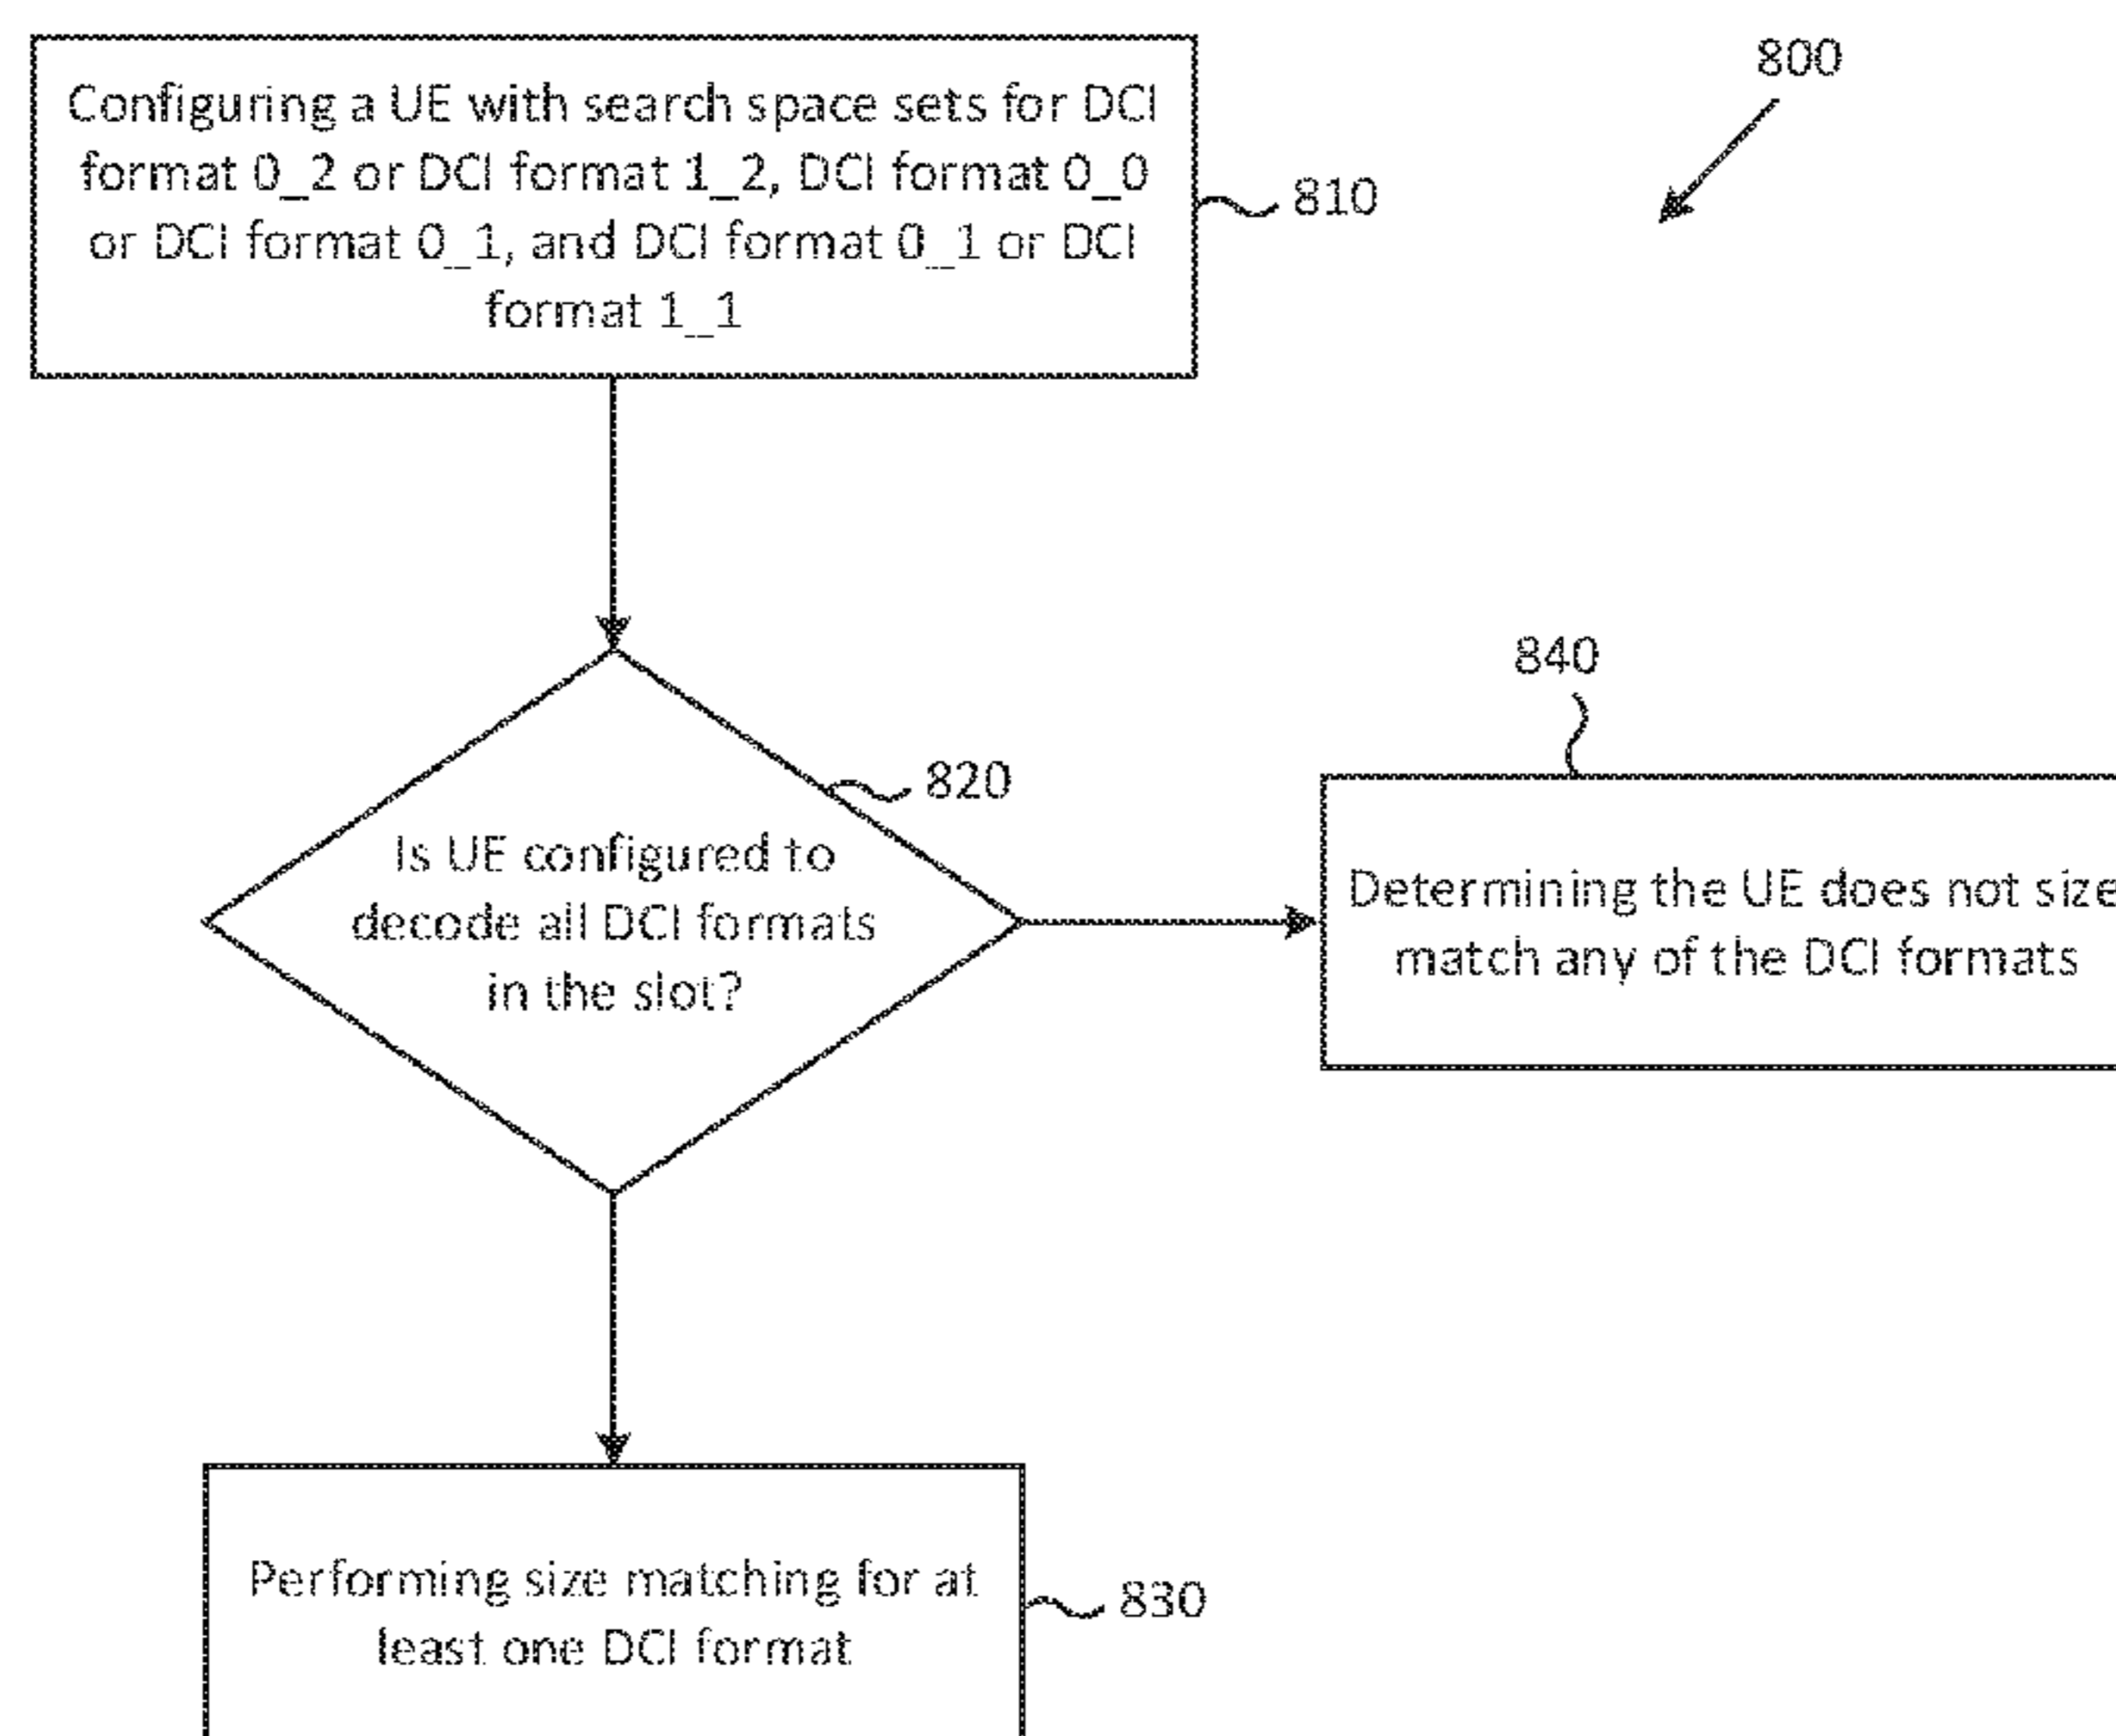 800
Configuring a UE with search space sets for DCI
format 0_2 or DCI format 1_2, DCI format 0_0
or DCI format 0_1, and DCI format 0_1 or DCI
format 1_1
810
820
Is UE configured to
decode all DCI formats
in the slot?
840
Determining the UE does not size
match any of the DCI formats
Performing size matching for at
least one DCI format
830